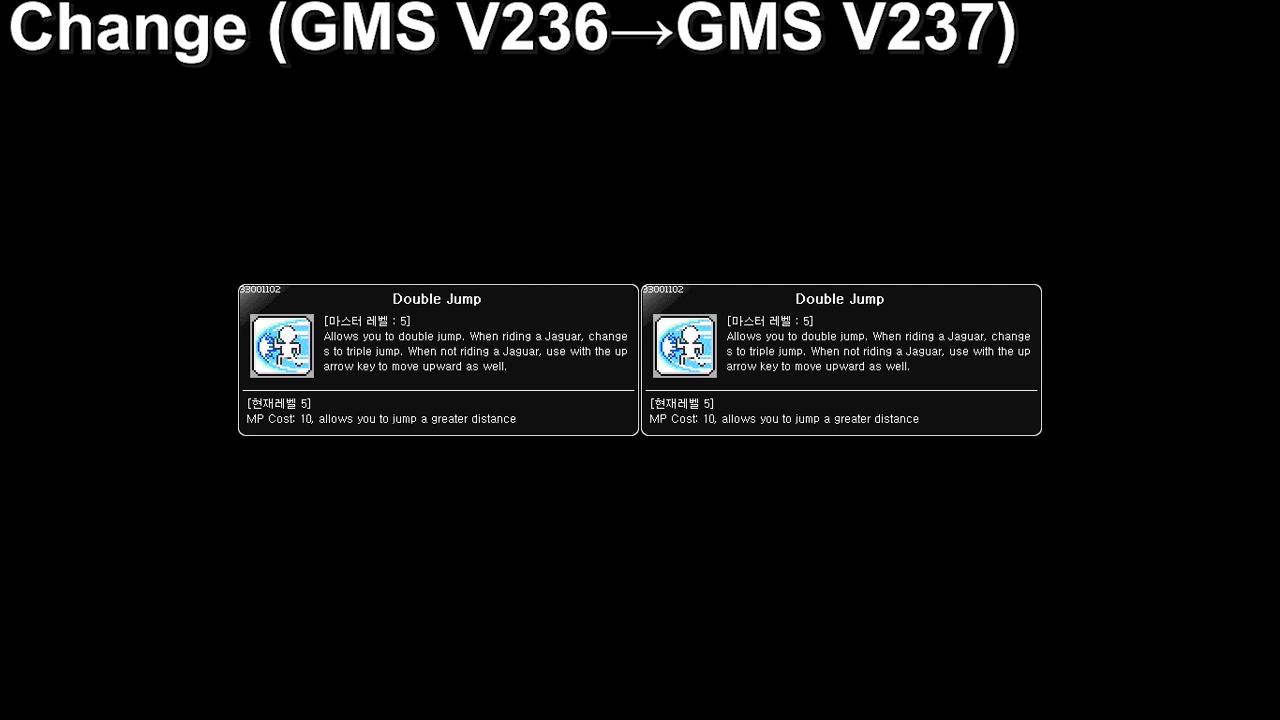 Change (GMS V236→GMS V237)
33001102
Double Jump
[마스터 레벨 : 5]
Allows you to double jump. When riding a Jaguar, change
s to triple jump. When not riding a Jaguar, use with the up
arrow key to move upward as well.
[현재레벨 5]
MP Cost: 10, allows you to jump a greater distance
33001102
Double Jump
[마스터 레벨 : 5]
Allows you to double jump. When riding a Jaguar, change
s to triple jump. When not riding a Jaguar, use with the up
arrow key to move upward as well.
[현재레벨 5]
MP Cost: 10, allows you to jump a greater distance